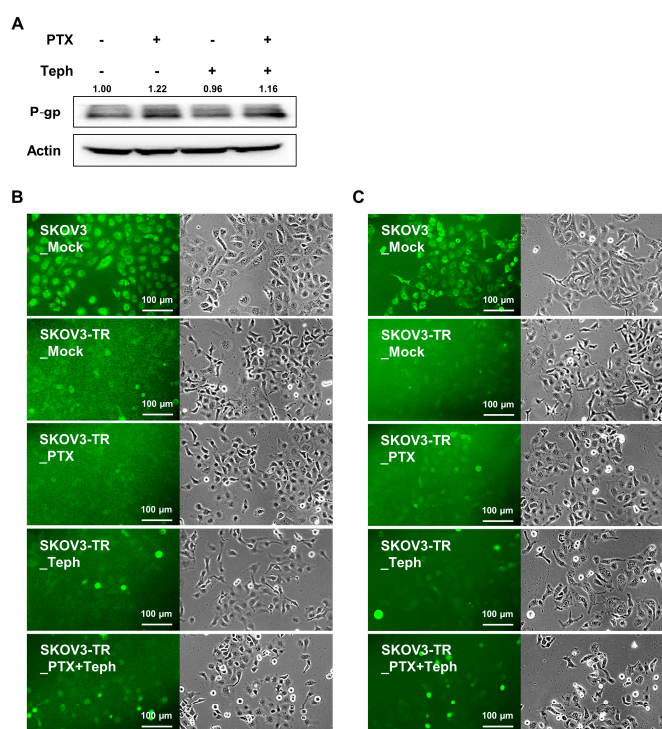 A
PTX - + - +
Teph - - + +
1.00 1.22 0.96 1.16
P-gp
Actin
B
SKOV3
_Mock
100 μm
SKOV3-TR
_Mock
100 μm
SKOV3-TR
_PTX
100 μm
SKOV3-TR
_Teph
100 μm
SKOV3-TR
_PTX+Teph
100 μm
C
SKOV3
_Mock
100 μm
SKOV3-TR
_Mock
100 μm
SKOV3-TR
_PTX
100 μm
SKOV3-TR
_Teph
100 μm
SKOV3-TR
_PTX+Teph
100 μm